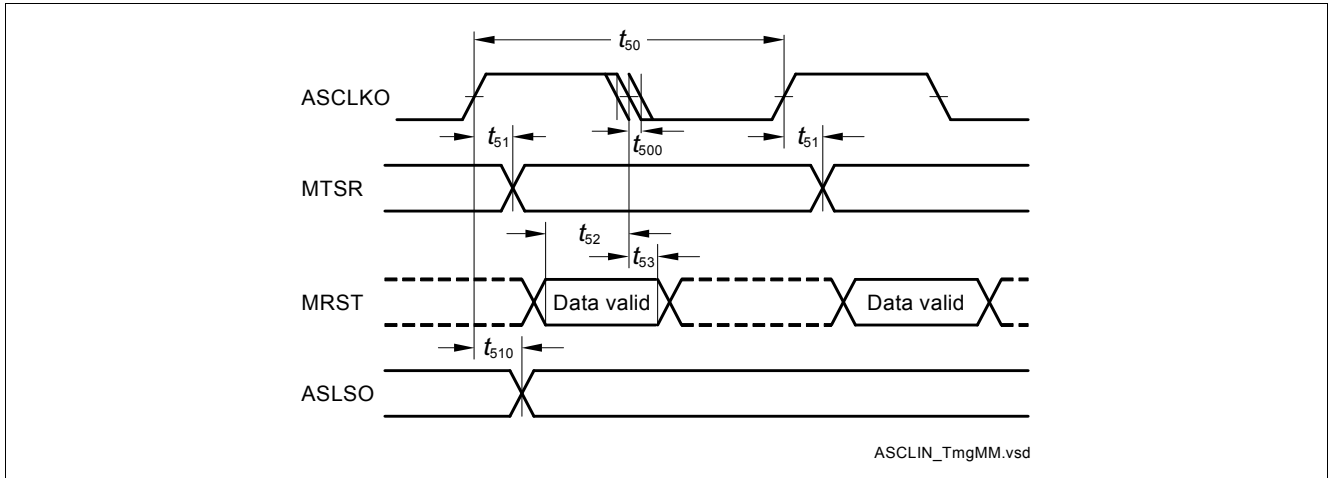 t50
ASCLKO
t51
t500
t51
MTSR
t52
t53
MRST
Data valid
Data valid
t510
ASLSO
ASCLIN_TmgMM.vsd